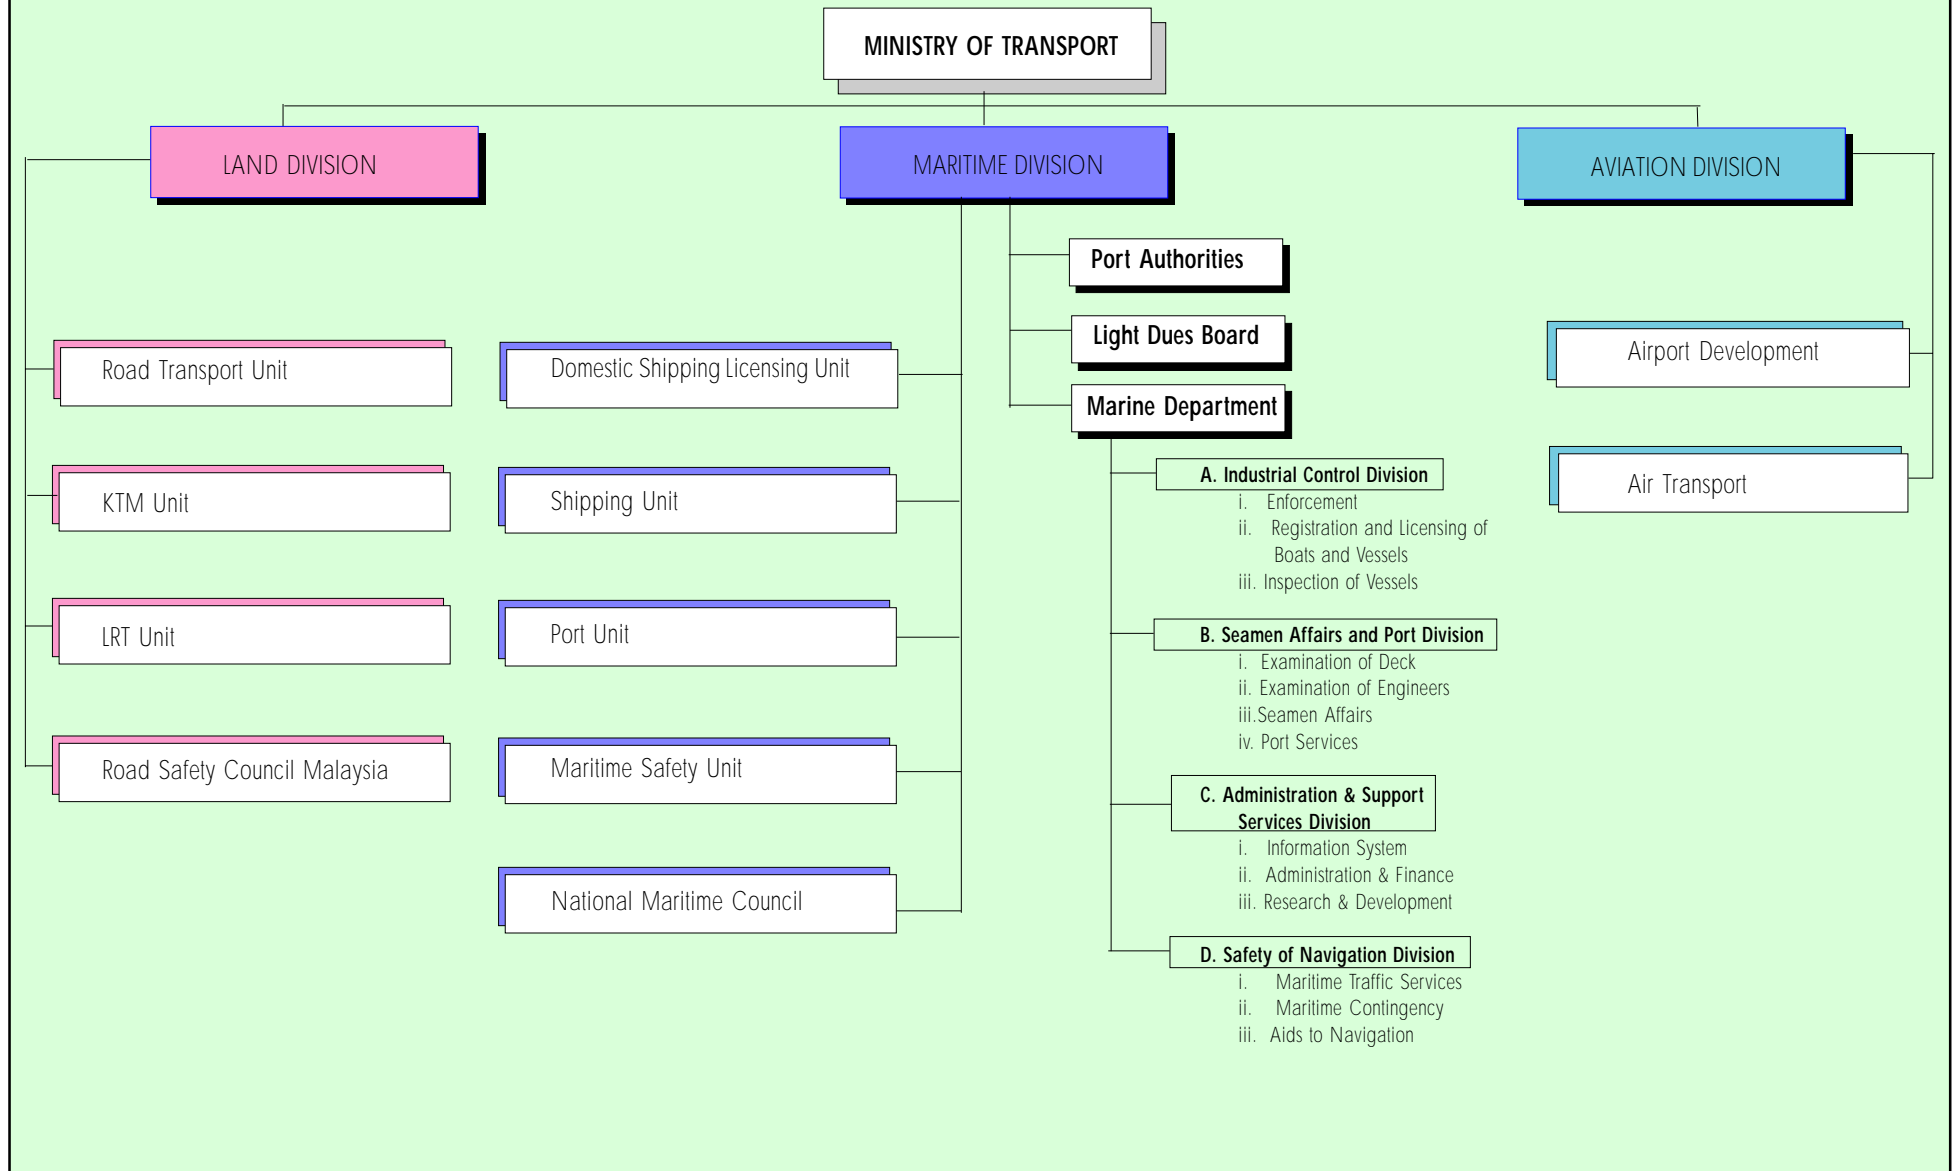 MINISTRY OF TRANSPORT
LAND DIVISION
MARITIME DIVISION
AVIATION DIVISION
Road Transport Unit
KTM Unit
LRT Unit
Road Safety Council Malaysia
Domestic Shipping Licensing Unit
Shipping Unit
Port Unit
Maritime Safety Unit
National Maritime Council
Port Authorities
Light Dues Board
Marine Department
A. Industrial Control Division
i. Enforcement
ii. Registration and Licensing of
Boats and Vessels
iii. Inspection of Vessels
B. Seamen Affairs and Port Division
i. Examination of Deck
ii. Examination of Engineers
iii.Seamen Affairs
iv. Port Services
C. Administration & Support
Services Division
i. Information System
ii. Administration & Finance
iii. Research & Development
D. Safety of Navigation Division
i. Maritime Traffic Services
ii. Maritime Contingency
iii. Aids to Navigation
Airport Development
Air Transport